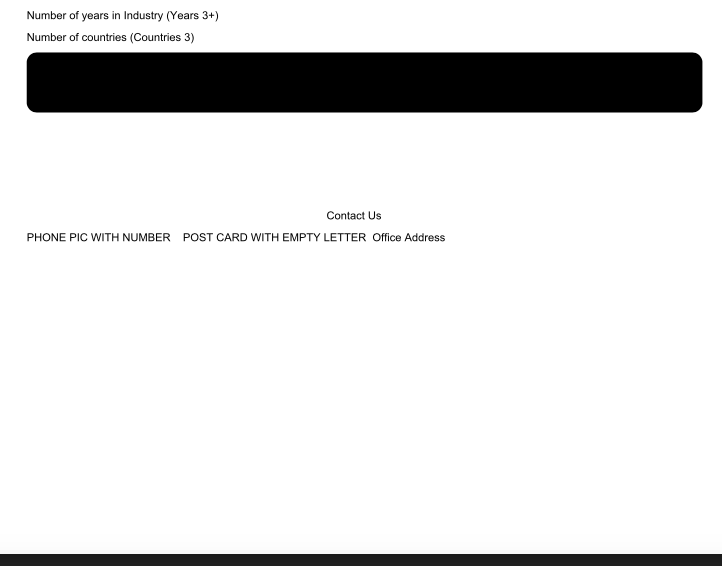 Number of years in Industry (Years 3+)
Number of countries (Countries 3)
Contact Us
PHONE PIC WITH NUMBER    POST CARD WITH EMPTY LETTER  Office Address